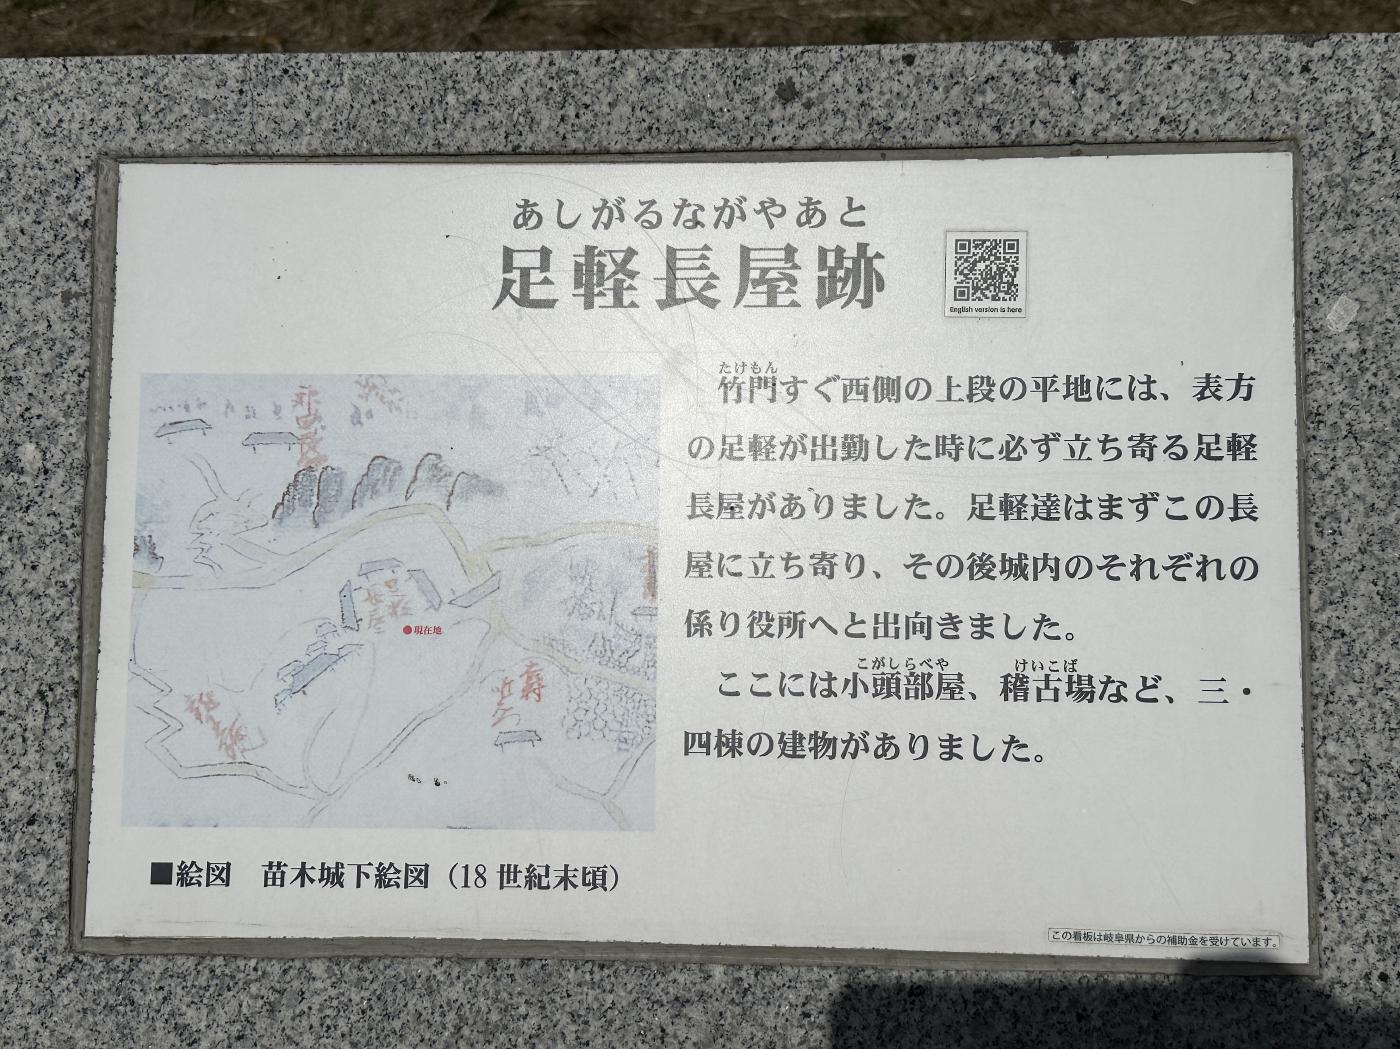 あしがるながやあと
足軽長屋跡
English version is here
たけもん
竹門すぐ西側の上段の平地には、表方
の足軽が出勤した時に必ず立ち寄る足軽
長屋がありました。足軽達はまずこの長
屋に立ち寄り、その後城内のそれぞれの
係り役所へと出向きました。
こがしらべや けいこば
ここには小頭部屋、稽古場など、三・
四棟の建物がありました。
●現在地
■絵図 苗木城下絵図（18世紀末頃）
この看板は岐阜県からの補助金を受けています。